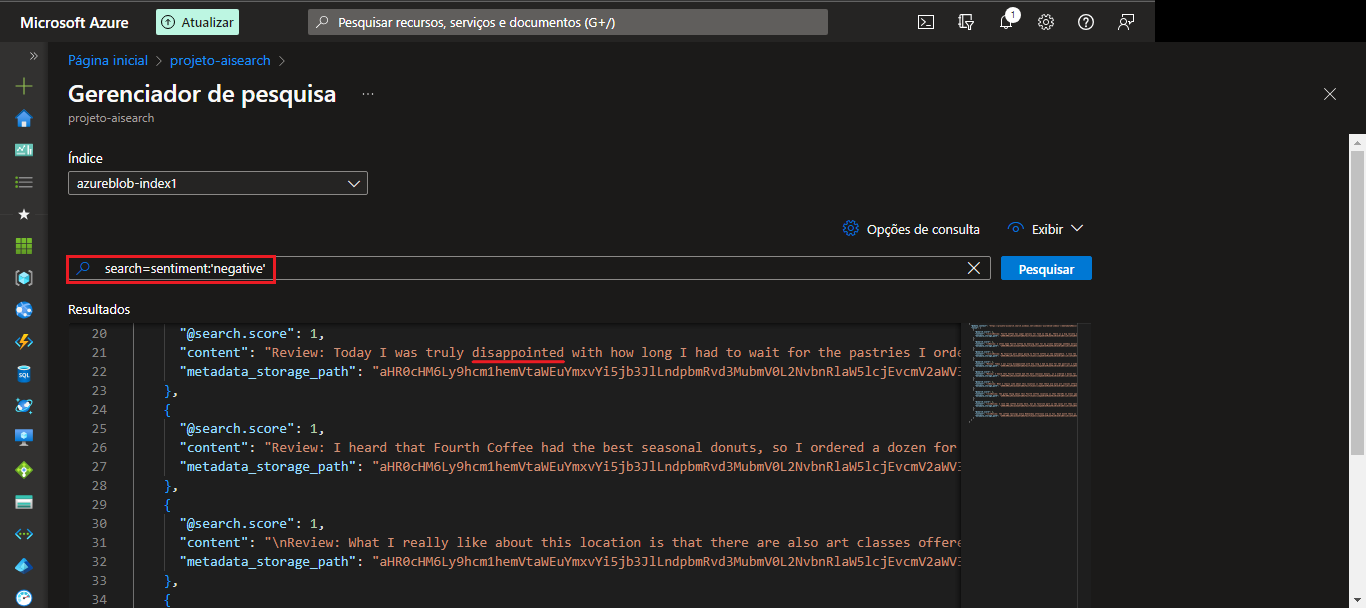 Microsoft Azure
Atualizar
Pesquisar recursos, serviços e documentos (G+/)
1
Página inicial > projeto-aisearch >
Gerenciador de pesquisa ...
projeto-aisearch
Índice
azureblob-index1
Opções de consulta
Exibir
search=sentiment:'negative'
Pesquisar
Resultados
20 "@search.score": 1,
21 "content": "Review: Today I was truly disappointed with how long I had to wait for the pastries I orde
22 "metadata_storage_path": "aHR0cHM6Ly9hcm1hemVtaWEuYmxvYi5jb3JlLndpbmRvd3MubmV0L2NvbnRlaW5lcjEvcmV2aWV3
23 },
24 {
25 "@search.score": 1,
26 "content": "Review: I heard that Fourth Coffee had the best seasonal donuts, so I ordered a dozen for
27 "metadata_storage_path": "aHR0cHM6Ly9hcm1hemVtaWEuYmxvYi5jb3JlLndpbmRvd3MubmV0L2NvbnRlaW5lcjEvcmV2aWV3
28 },
29 {
30 "@search.score": 1,
31 "content": "\nReview: What I really like about this location is that there are also art classes offere
32 "metadata_storage_path": "aHR0cHM6Ly9hcm1hemVtaWEuYmxvYi5jb3JlLndpbmRvd3MubmV0L2NvbnRlaW5lcjEvcmV2aWV3
33 },
34 {